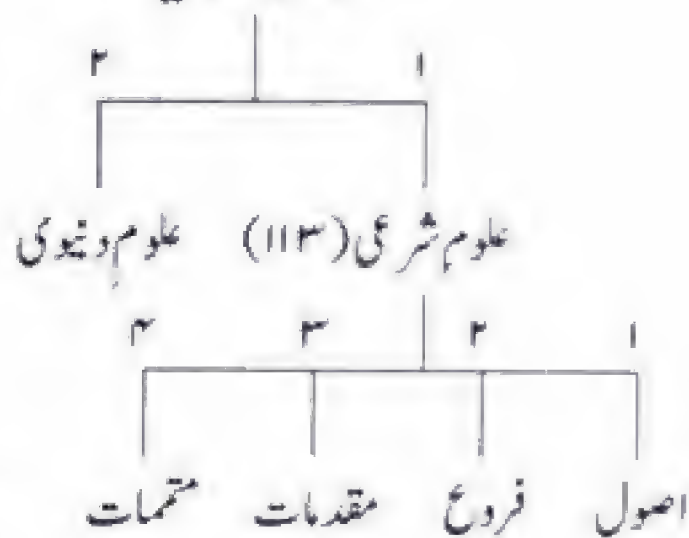 ۱ ۲
علوم شرعی (۱۱۳) علوم دنیوی
۱ ۲ ۳ ۴
اصول فروع مقدمات متممات